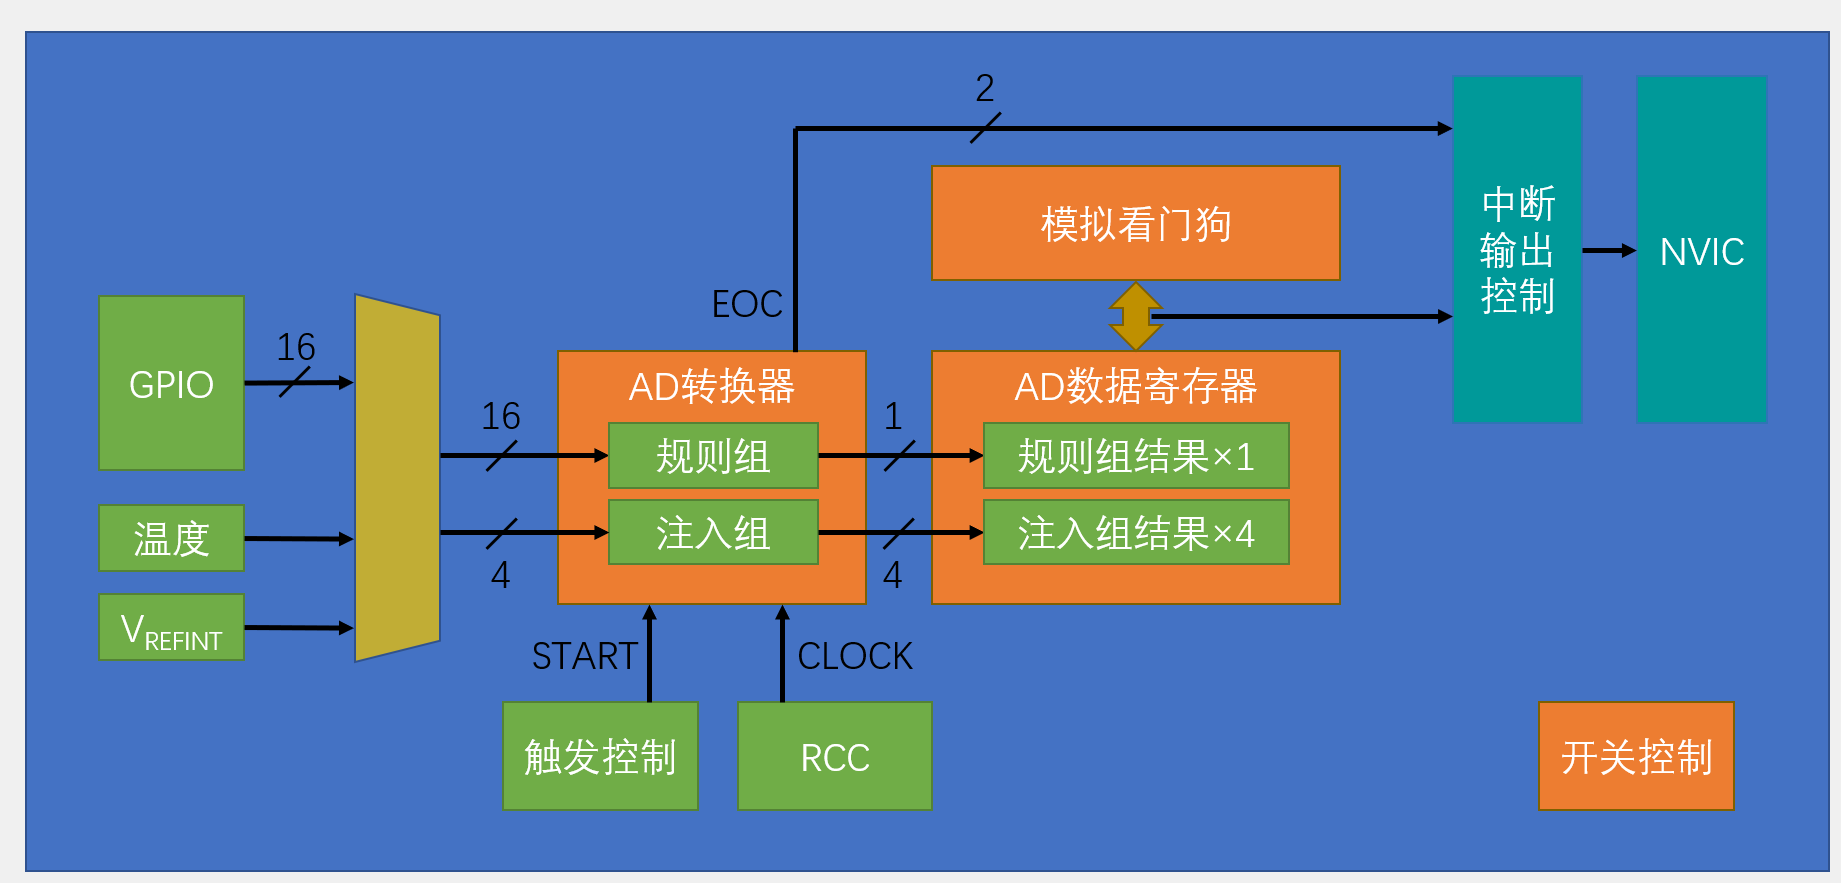 2
模拟看门狗
中断
输出
控制
NVIC
EOC
GPIO
16
AD转换器
AD数据寄存器
16
1
规则组
规则组结果×1
温度
注入组
注入组结果×4
4
4
VREFINT
START
CLOCK
触发控制
RCC
开关控制